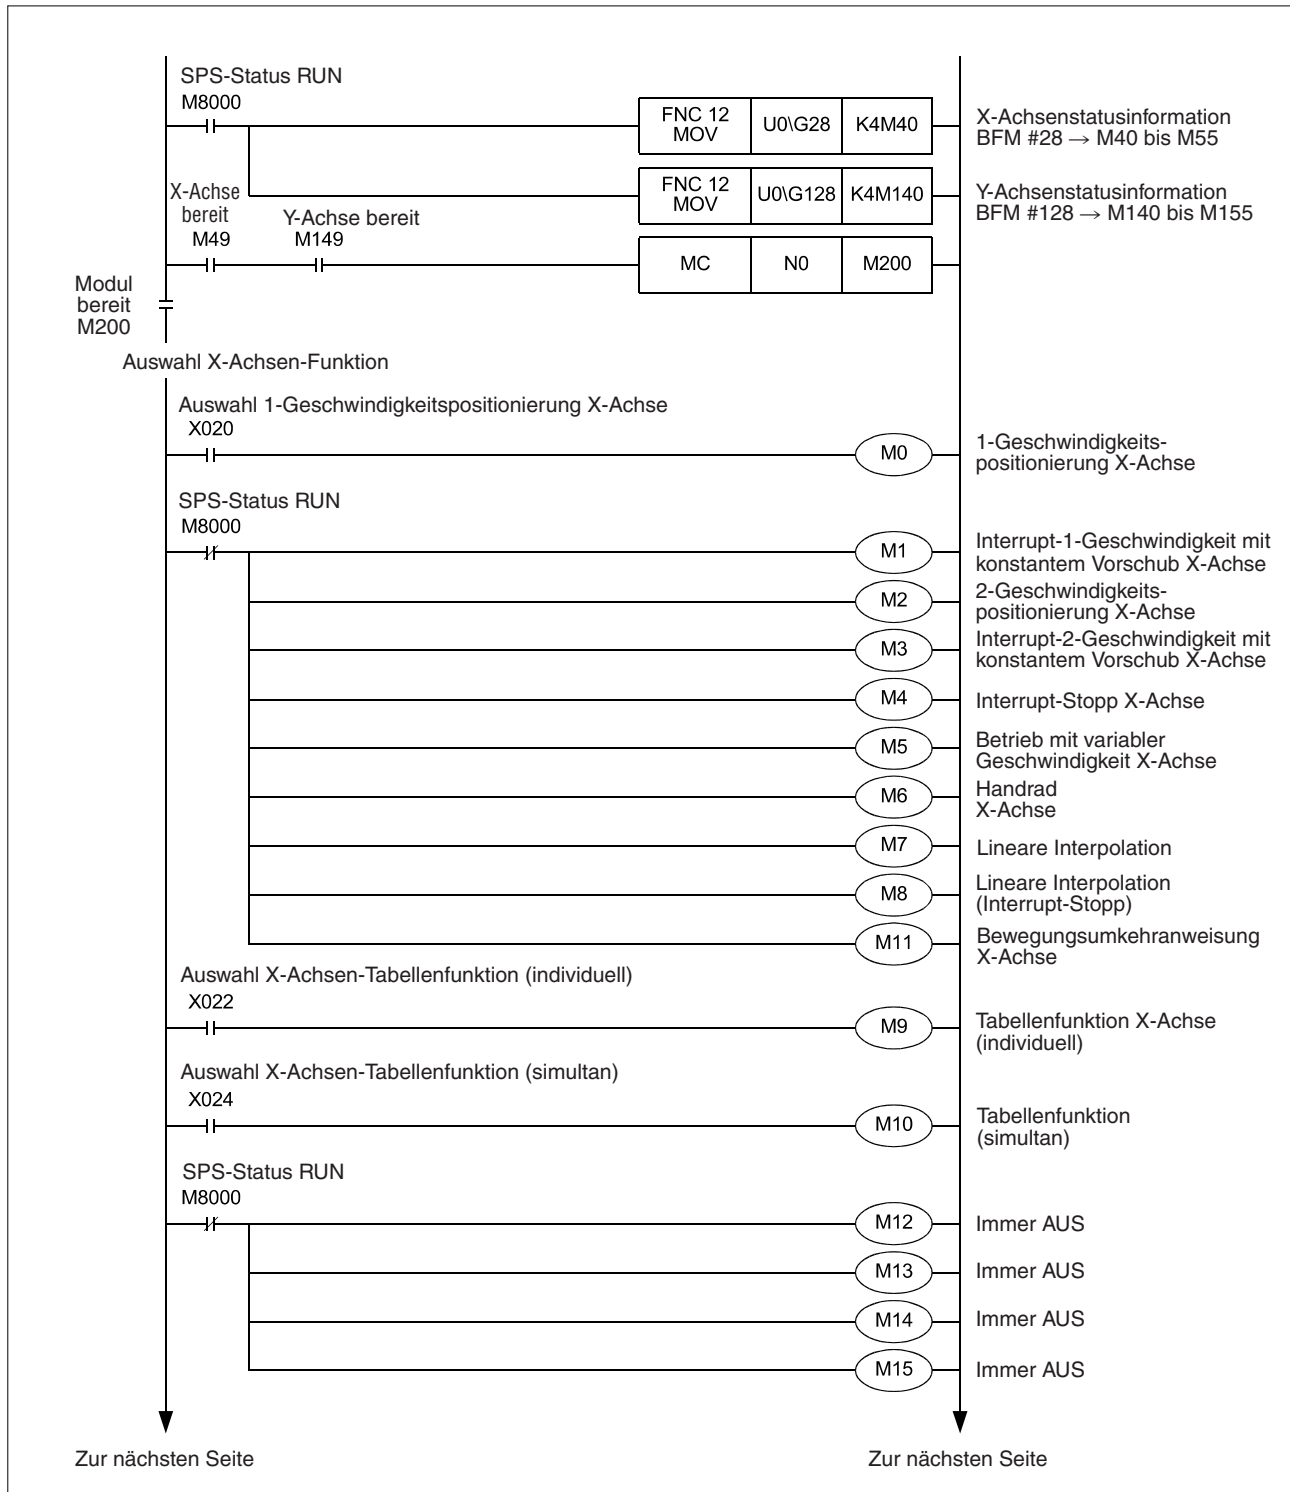 SPS-Status RUN
M8000
FNC 12
MOV
U0\G28
K4M40
X-Achsenstatusinformation
BFM #28 → M40 bis M55
FNC 12
MOV
U0\G128
K4M140
Y-Achsenstatusinformation
BFM #128 → M140 bis M155
X-Achse
bereit
M49
Y-Achse bereit
M149
MC
N0
M200
Modul
bereit
M200
Auswahl X-Achsen-Funktion
Auswahl 1-Geschwindigkeitspositionierung X-Achse
X020
M0
1-Geschwindigkeits-
positionierung X-Achse
SPS-Status RUN
M8000
M1
Interrupt-1-Geschwindigkeit mit
konstantem Vorschub X-Achse
M2
2-Geschwindigkeits-
positionierung X-Achse
M3
Interrupt-2-Geschwindigkeit mit
konstantem Vorschub X-Achse
M4
Interrupt-Stopp X-Achse
M5
Betrieb mit variabler
Geschwindigkeit X-Achse
M6
Handrad
X-Achse
M7
Lineare Interpolation
M8
Lineare Interpolation
(Interrupt-Stopp)
M11
Bewegungsumkehranweisung
X-Achse
Auswahl X-Achsen-Tabellenfunktion (individuell)
X022
M9
Tabellenfunktion X-Achse
(individuell)
Auswahl X-Achsen-Tabellenfunktion (simultan)
X024
M10
Tabellenfunktion
(simultan)
SPS-Status RUN
M8000
M12
Immer AUS
M13
Immer AUS
M14
Immer AUS
M15
Immer AUS
Zur nächsten Seite
Zur nächsten Seite